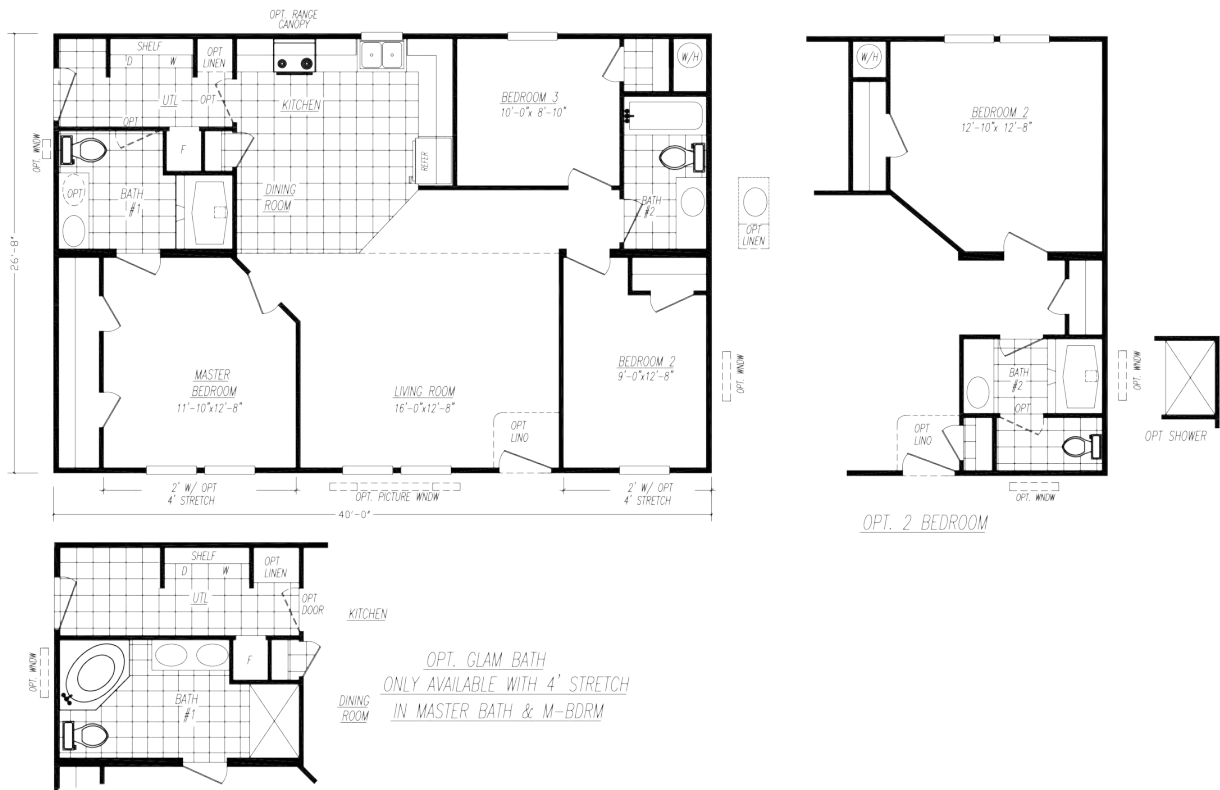 OPT. RANGE
CANOPY
SHELF
D
W
OPT
LINEN
UTL
OPT
OPT
KITCHEN
F
REFER
OPT. WNDW
OPT
BATH
#1
DINING
ROOM
BEDROOM 3
10'-0"x 8'-10"
W/H
BATH
#2
OPT
LINEN
26'-8"
MASTER
BEDROOM
11'-10"x12'-8"
LIVING ROOM
16'-0"x12'-8"
OPT
LINO
BEDROOM 2
9'-0"x12'-8"
OPT. WNDW
2' W/ OPT
4' STRETCH
OPT. PICTURE WNDW
2' W/ OPT
4' STRETCH
40'-0"
W/H
BEDROOM 2
12'-10"x 12'-8"
BATH
#2
OPT
OPT
LINO
OPT. WNDW
OPT. WNDW
OPT SHOWER
OPT. 2 BEDROOM
SHELF
D
W
OPT
LINEN
UTL
OPT
DOOR
KITCHEN
OPT. WNDW
F
BATH
#1
DINING
ROOM
OPT. GLAM BATH
ONLY AVAILABLE WITH 4' STRETCH
IN MASTER BATH & M-BDRM